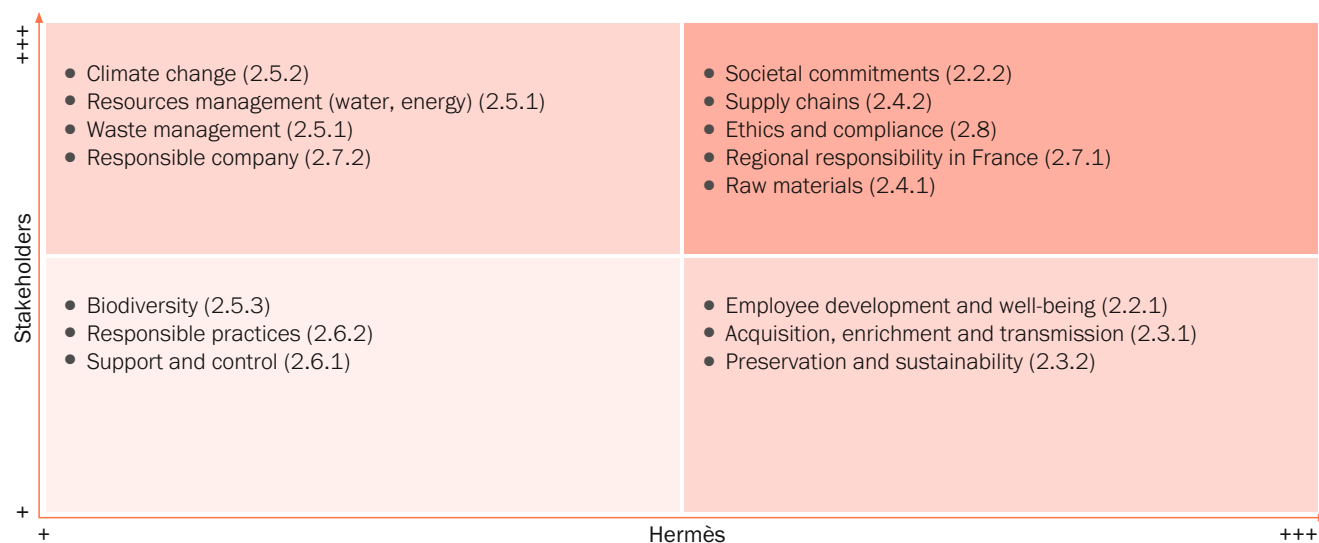 +++
Stakeholders
+
• Climate change (2.5.2)
• Resources management (water, energy) (2.5.1)
• Waste management (2.5.1)
• Responsible company (2.7.2)
• Societal commitments (2.2.2)
• Supply chains (2.4.2)
• Ethics and compliance (2.8)
• Regional responsibility in France (2.7.1)
• Raw materials (2.4.1)
• Biodiversity (2.5.3)
• Responsible practices (2.6.2)
• Support and control (2.6.1)
• Employee development and well-being (2.2.1)
• Acquisition, enrichment and transmission (2.3.1)
• Preservation and sustainability (2.3.2)
+
Hermès
+++